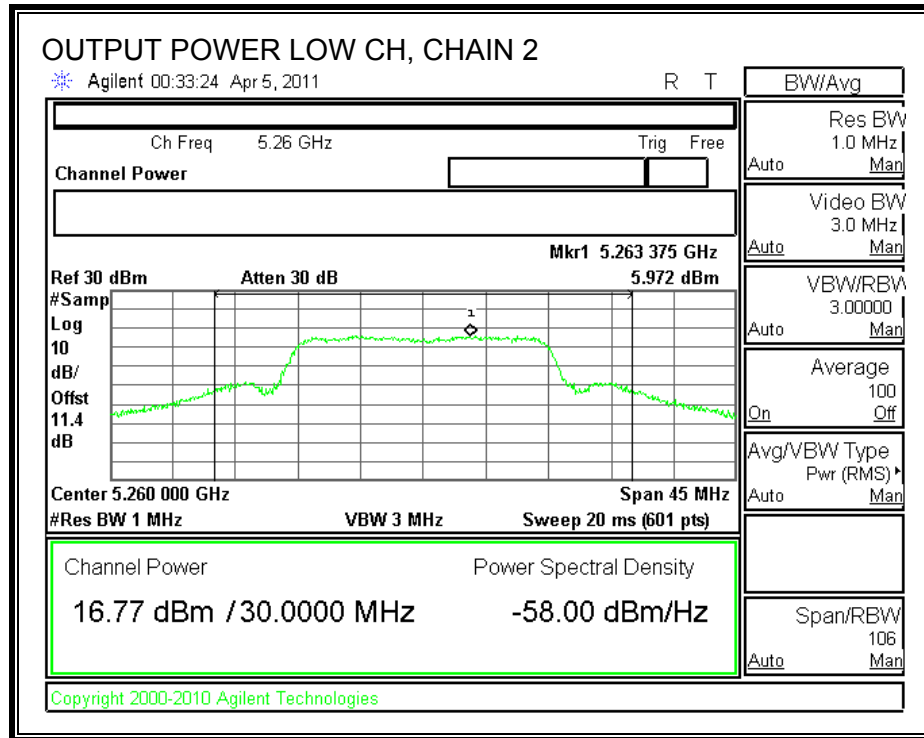 OUTPUT POWER LOW CH, CHAIN 2
Agilent 00:33:24 Apr 5, 2011 R T
Ch Freq 5.26 GHz Trig Free
Channel Power
Mkr1 5.263 375 GHz
Ref 30 dBm Atten 30 dB 5.972 dBm
#Samp
Log
10
dB/
Offst
11.4
dB
1
Center 5.260 000 GHz Span 45 MHz
#Res BW 1 MHz VBW 3 MHz Sweep 20 ms (601 pts)
Channel Power Power Spectral Density
16.77 dBm / 30.0000 MHz -58.00 dBm/Hz
Copyright 2000-2010 Agilent Technologies
BW/Avg
Res BW
1.0 MHz
Auto Man
Video BW
3.0 MHz
Auto Man
VBW/RBW
3.00000
Auto Man
Average
100
On Off
Avg/VBW Type
Pwr (RMS)
Auto Man
Span/RBW
106
Auto Man